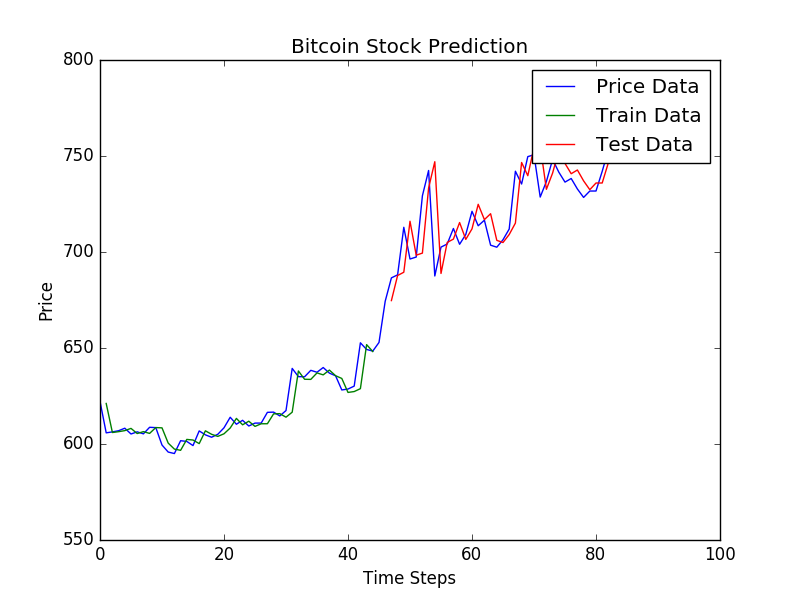 Bitcoin Stock Prediction
800
750
700
650
600
550
0 20 40 60 80 100
Price
Time Steps
Price Data
Train Data
Test Data